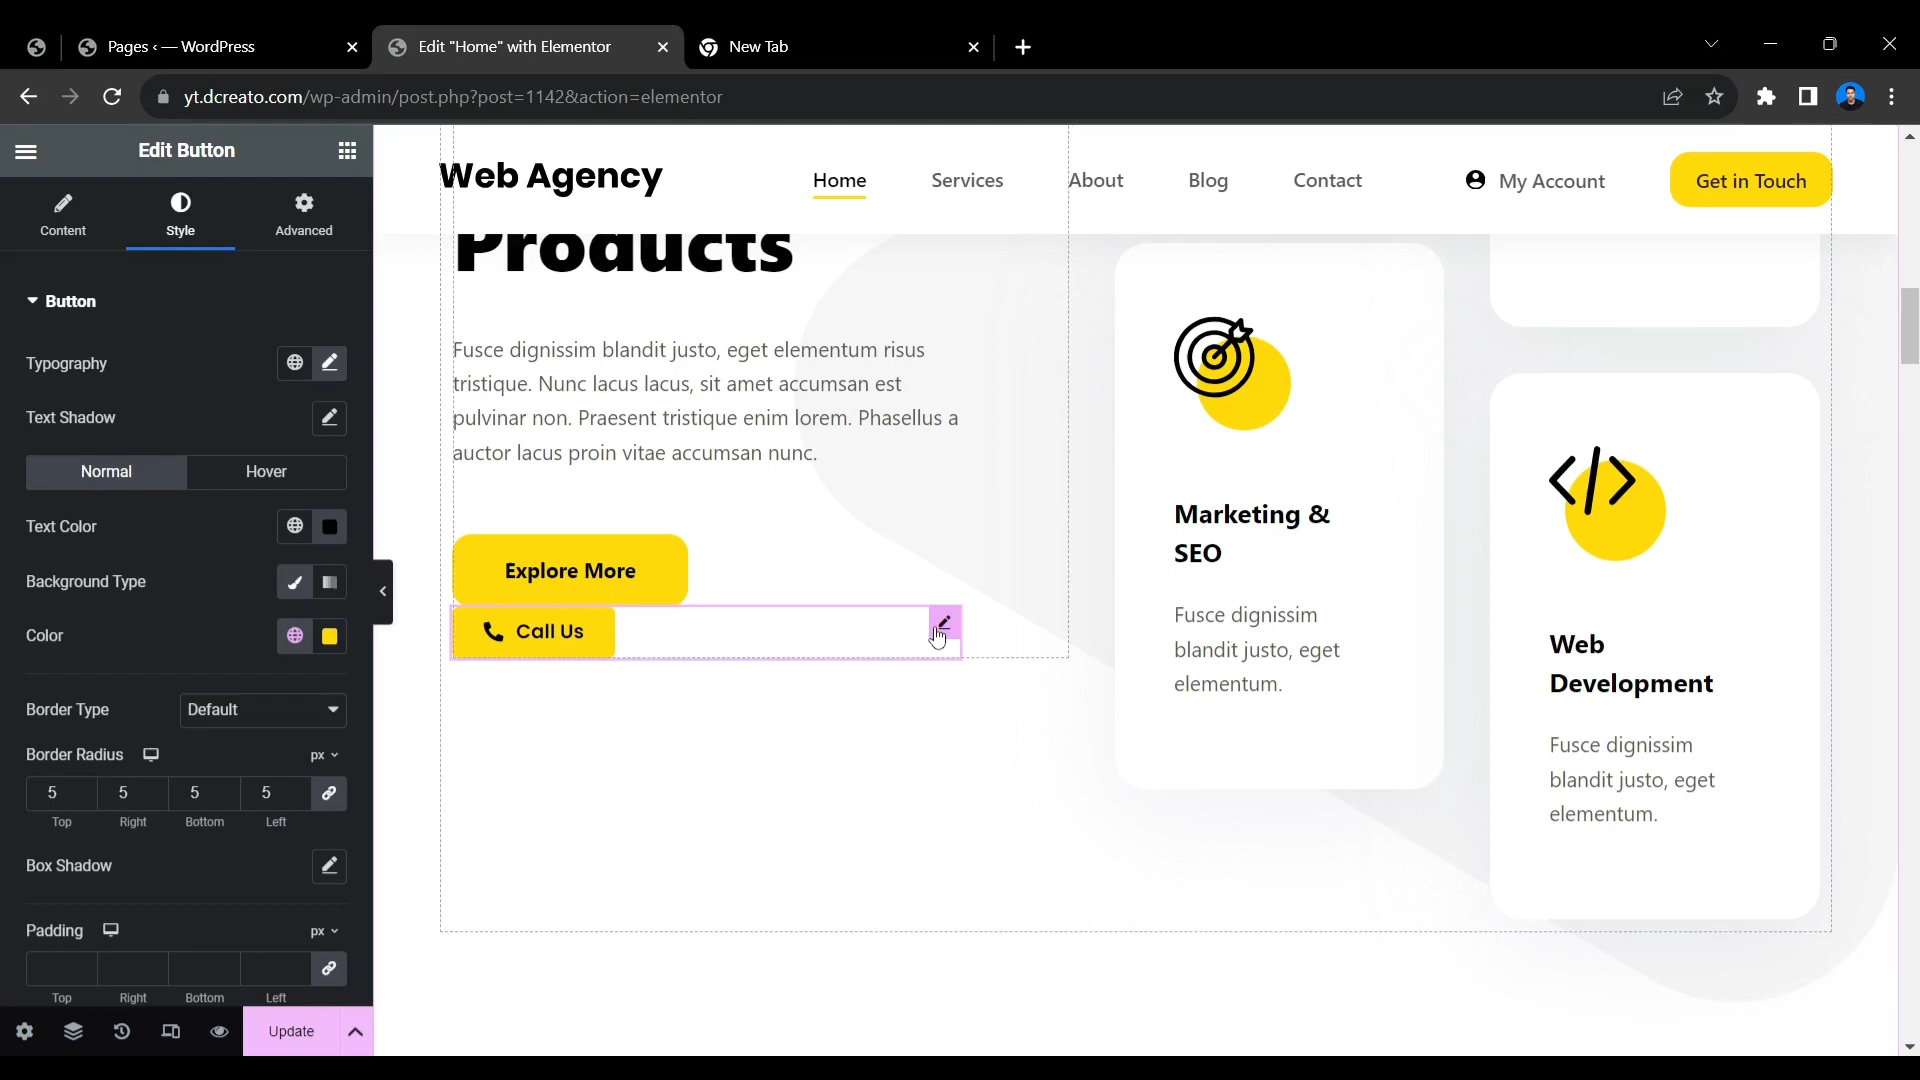 Pages ‹ — WordPress
Edit "Home" with Elementor
New Tab
yt.dcreato.com/wp-admin/post.php?post=1142&action=elementor
Edit Button
Content
Style
Advanced
Button
Typography
Text Shadow
Normal
Hover
Text Color
Background Type
Color
Border Type
Default
Border Radius
px
5
5
5
5
Top
Right
Bottom
Left
Box Shadow
Padding
px
Top
Right
Bottom
Left
Update
Web Agency
Home
Services
About
Blog
Contact
My Account
Get in Touch
Products
Fusce dignissim blandit justo, eget elementum risus
tristique. Nunc lacus lacus, sit amet accumsan est
pulvinar non. Praesent tristique enim lorem. Phasellus a
auctor lacus proin vitae accumsan nunc.
Explore More
Call Us
Marketing &
SEO
Fusce dignissim
blandit justo, eget
elementum.
Web
Development
Fusce dignissim
blandit justo, eget
elementum.